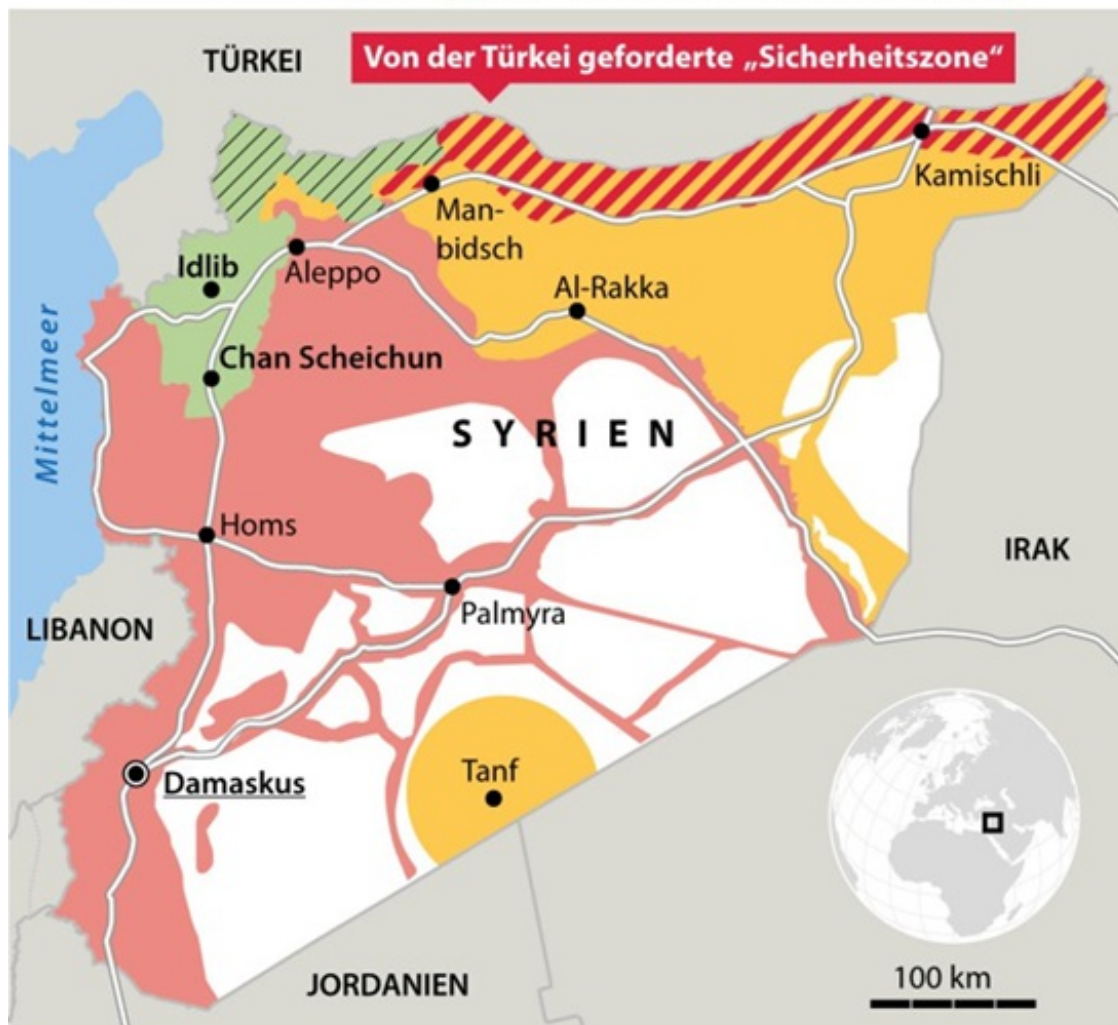 TÜRKEI
Von der Türkei geforderte „Sicherheitszone“
Kamischli
Man-
bidsch
Idlib
Aleppo
Al-Rakka
Chan Scheichun
Mittelmeer
SYRIEN
Homs
IRAK
LIBANON
Palmyra
Tanf
Damaskus
JORDANIEN
100 km